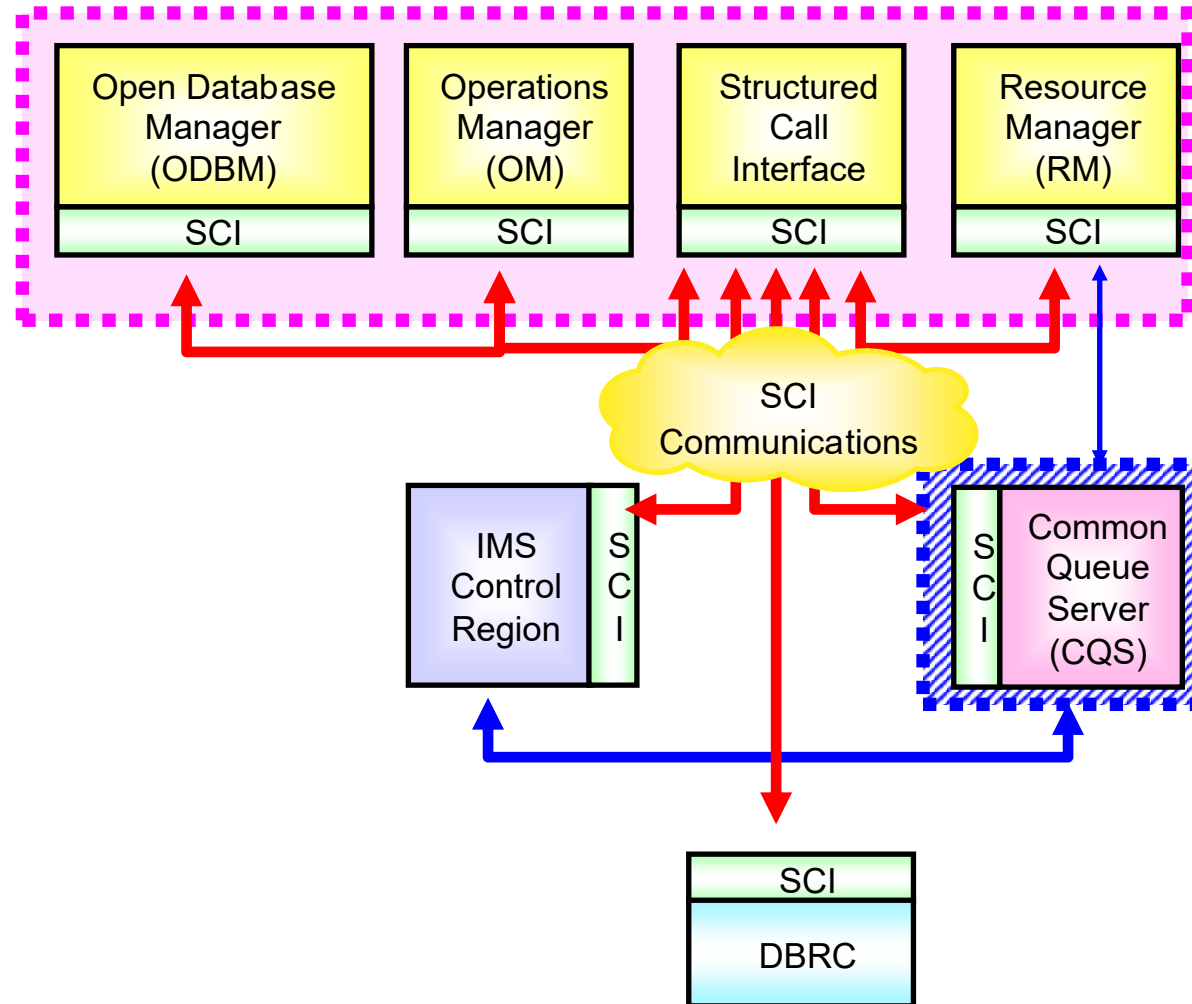 Open Database
Manager
(ODBM)
SCI
Operations
Manager
(OM)
SCI
Structured
Call
Interface
SCI
Resource
Manager
(RM)
SCI
SCI
Communications
IMS
Control
Region
S
C
I
S
C
I
Common
Queue
Server
(CQS)
SCI
DBRC